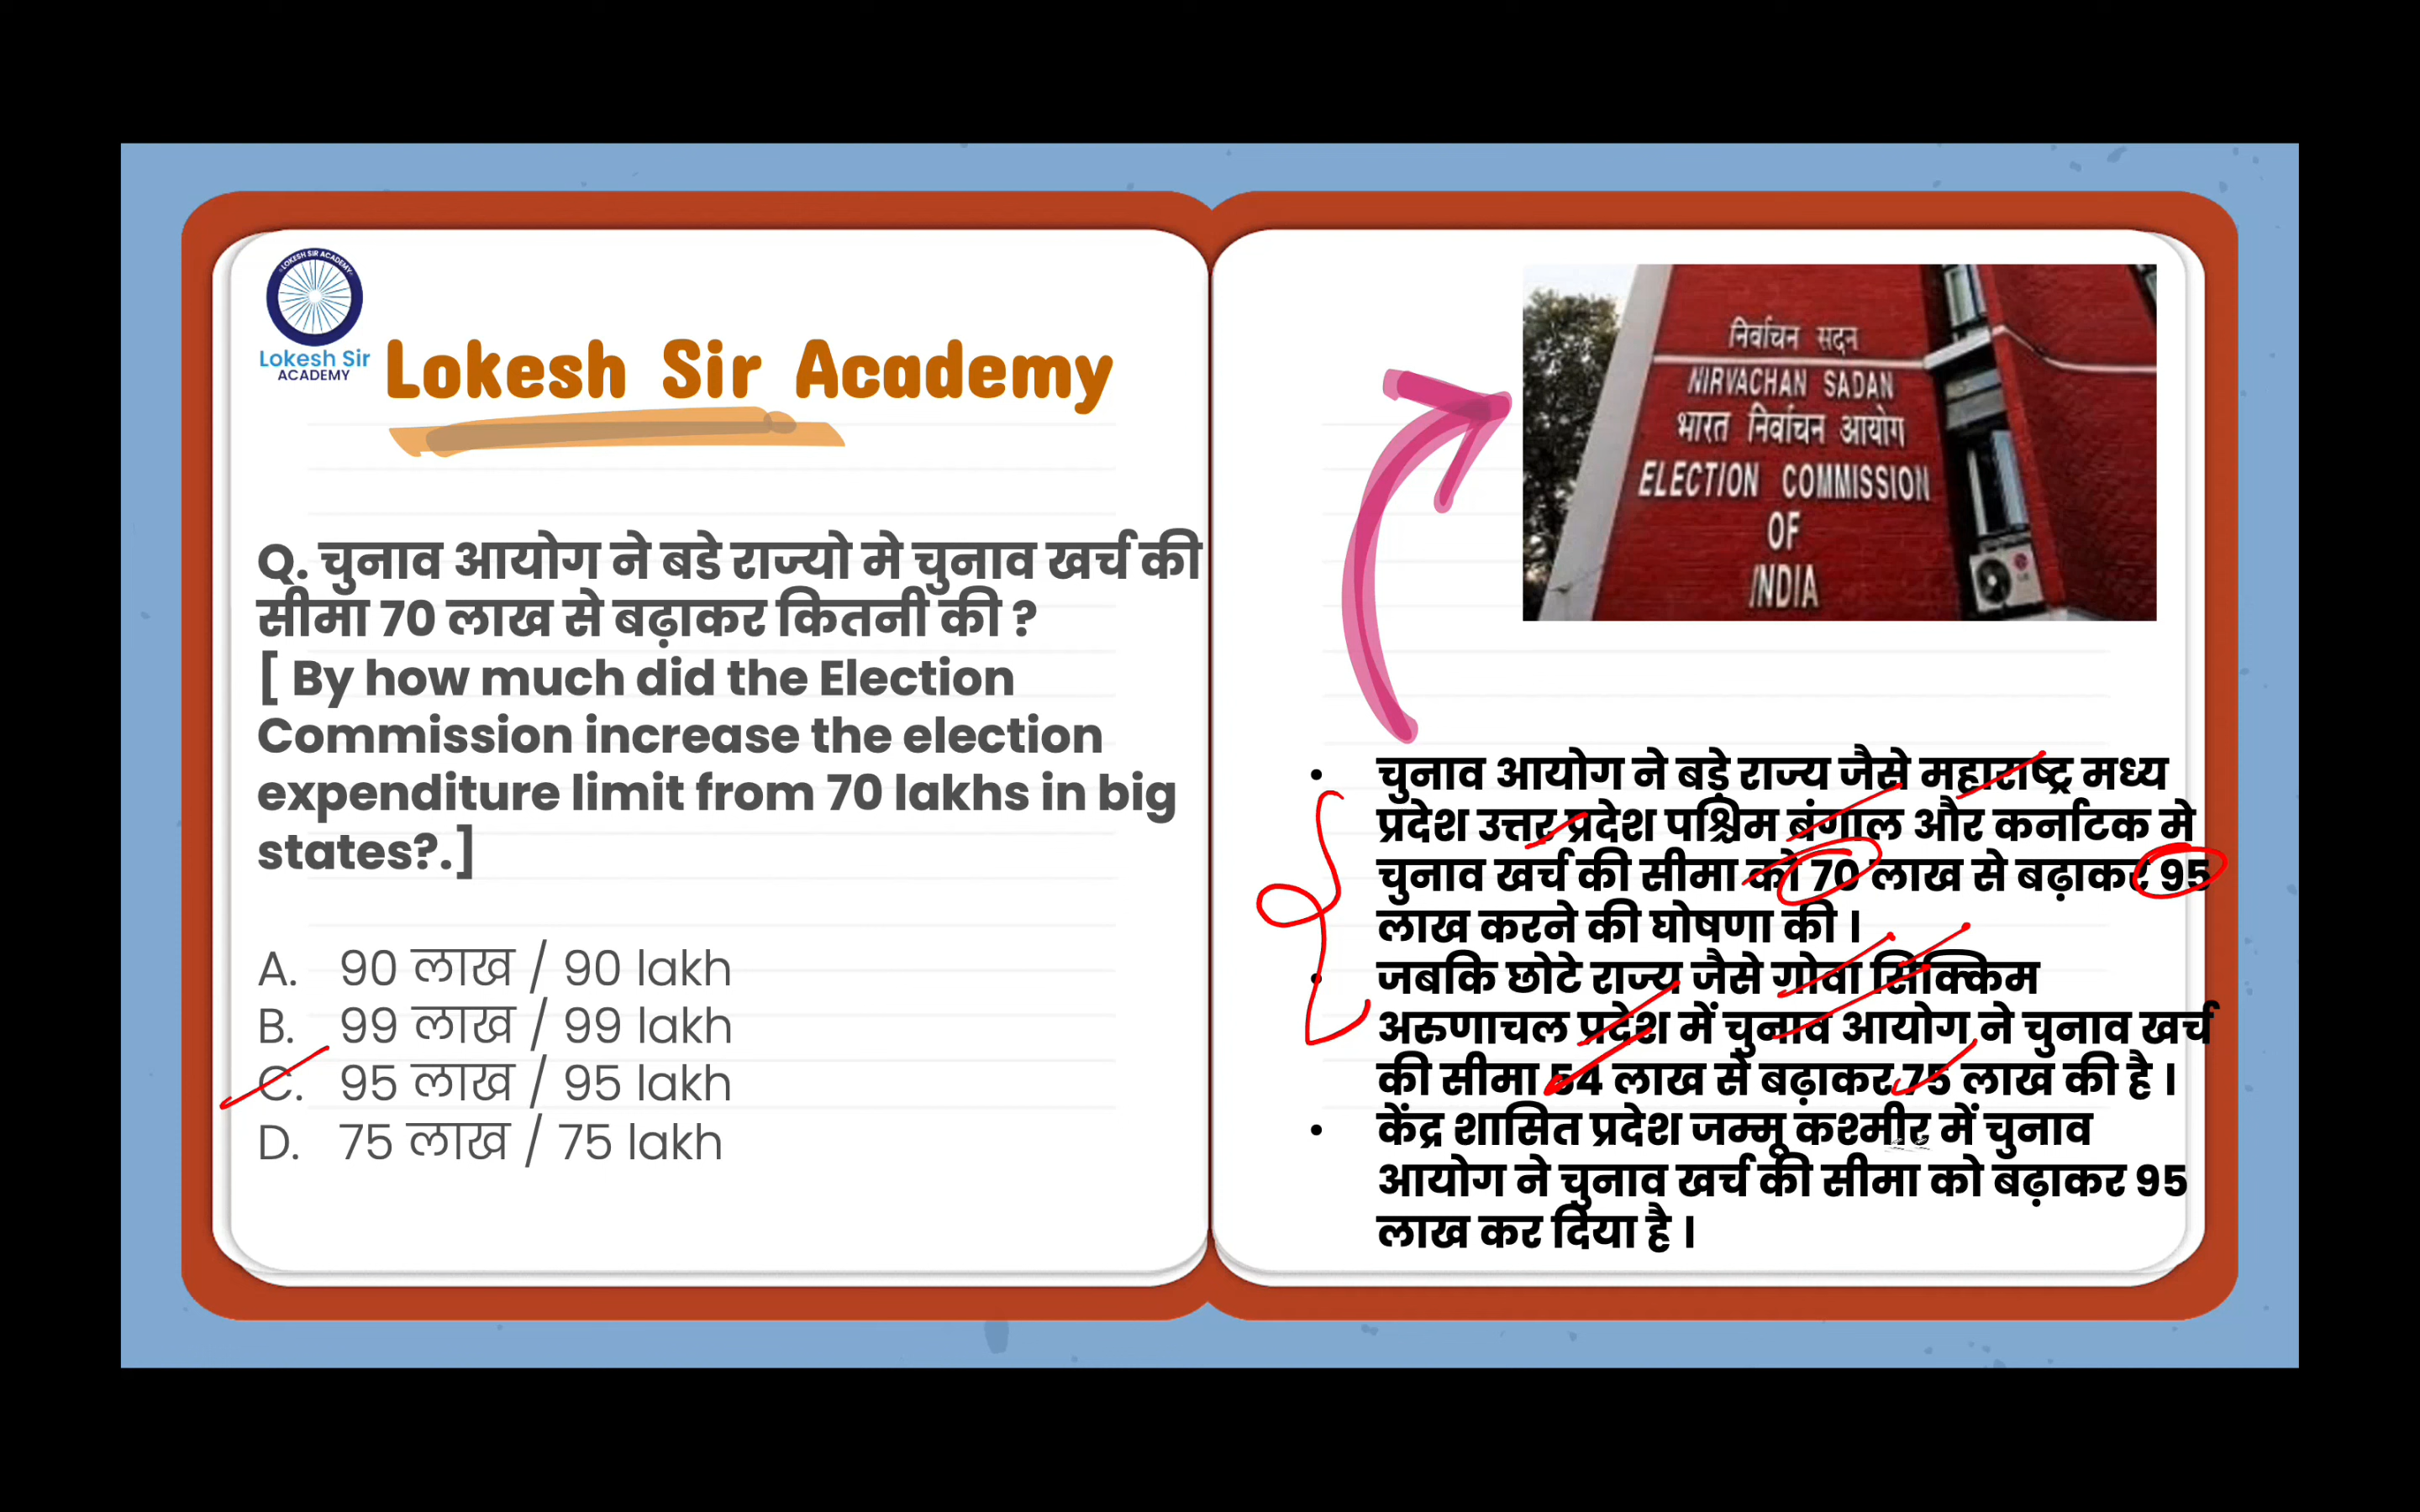 LOKESH SIR ACADEMY
Lokesh Sir
ACADEMY
Lokesh Sir Academy
Q. चुनाव आयोग ने बडे राज्यो मे चुनाव खर्च की
सीमा 70 लाख से बढ़ाकर कितनी की ?
[ By how much did the Election
Commission increase the election
expenditure limit from 70 lakhs in big
states?.]
A. 90 लाख / 90 lakh
B. 99 लाख / 99 lakh
C. 95 लाख / 95 lakh
D. 75 लाख / 75 lakh
निर्वाचन सदन
NIRVACHAN SADAN
भारत निर्वाचन आयोग
ELECTION COMMISSION
OF
INDIA
• चुनाव आयोग ने बड़े राज्य जैसे महाराष्ट्र मध्य
प्रदेश उत्तर प्रदेश पश्चिम बंगाल और कर्नाटक मे
चुनाव खर्च की सीमा को 70 लाख से बढ़ाकर 95
लाख करने की घोषणा की ।
• जबकि छोटे राज्य जैसे गोवा सिक्किम
अरुणाचल प्रदेश में चुनाव आयोग ने चुनाव खर्च
की सीमा 54 लाख से बढ़ाकर 75 लाख की है ।
• केंद्र शासित प्रदेश जम्मू कश्मीर में चुनाव
आयोग ने चुनाव खर्च की सीमा को बढ़ाकर 95
लाख कर दिया है ।